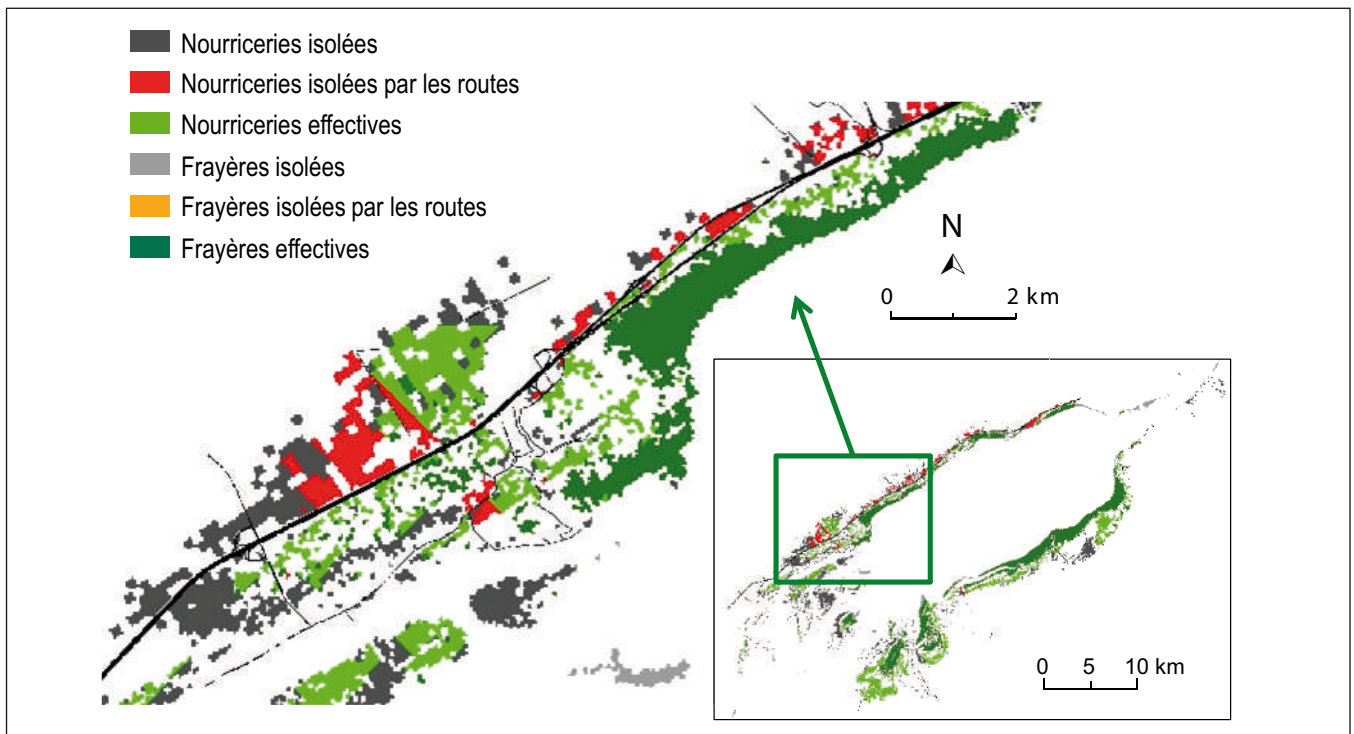 Nourriceries isolées
Nourriceries isolées par les routes
Nourriceries effectives
Frayères isolées
Frayères isolées par les routes
Frayères effectives
N
0 2 km
0 5 10 km